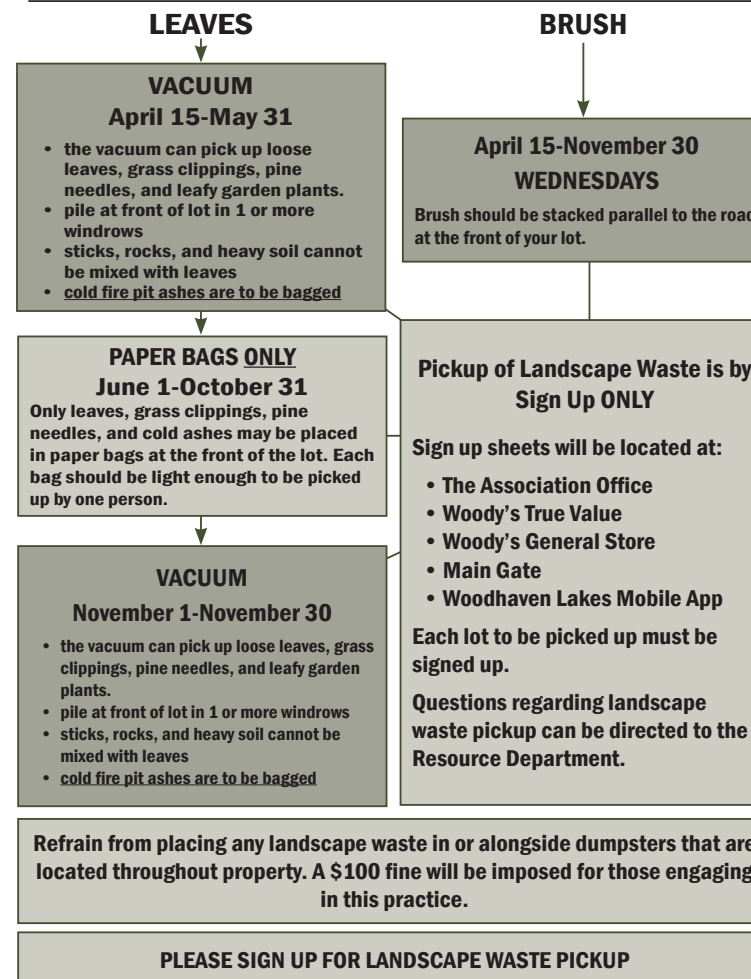 LEAVES
VACUUM
April 15-May 31
• the vacuum can pick up loose
leaves, grass clippings, pine
needles, and leafy garden plants.
• pile at front of lot in 1 or more
windrows
• sticks, rocks, and heavy soil cannot
be mixed with leaves
• cold fire pit ashes are to be bagged
PAPER BAGS ONLY
June 1-October 31
Only leaves, grass clippings, pine
needles, and cold ashes may be placed
in paper bags at the front of the lot. Each
bag should be light enough to be picked
up by one person.
VACUUM
November 1-November 30
• the vacuum can pick up loose leaves, grass
clippings, pine needles, and leafy garden
plants.
• pile at front of lot in 1 or more windrows
• sticks, rocks, and heavy soil cannot be
mixed with leaves
• cold fire pit ashes are to be bagged
BRUSH
April 15-November 30
WEDNESDAYS
Brush should be stacked parallel to the road
at the front of your lot.
Pickup of Landscape Waste is by
Sign Up ONLY
Sign up sheets will be located at:
• The Association Office
• Woody's True Value
• Woody's General Store
• Main Gate
• Woodhaven Lakes Mobile App
Each lot to be picked up must be
signed up.
Questions regarding landscape
waste pickup can be directed to the
Resource Department.
Refrain from placing any landscape waste in or alongside dumpsters that are
located throughout property. A $100 fine will be imposed for those engaging
in this practice.
PLEASE SIGN UP FOR LANDSCAPE WASTE PICKUP